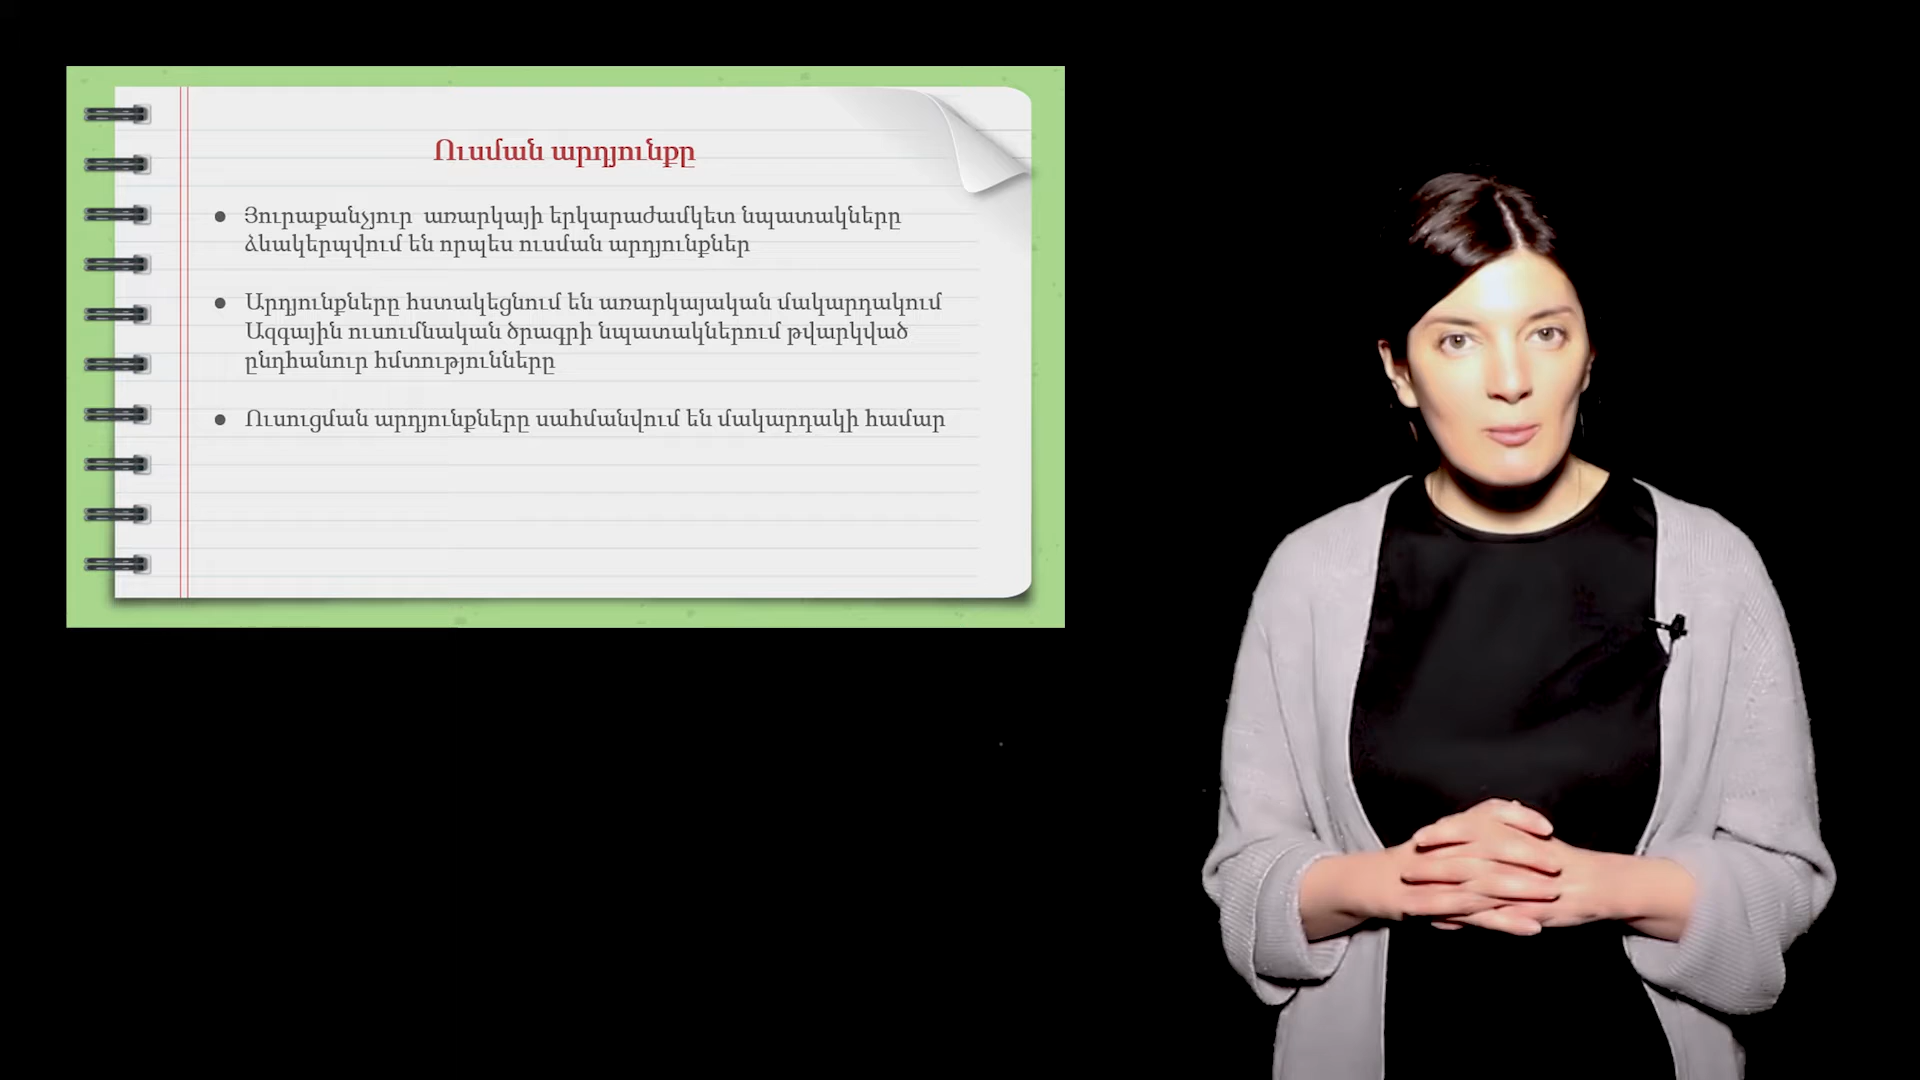 Ուսման արդյունքը
● Յուրաքանչյուր առարկայի երկարաժամկետ նպատակները
ձևակերպվում են որպես ուսման արդյունքներ
● Արդյունքները հստակեցնում են առարկայական մակարդակում
Ազգային ուսումնական ծրագրի նպատակներում թվարկված
ընդհանուր հմտությունները
● Ուսուցման արդյունքները սահմանվում են մակարդակի համար